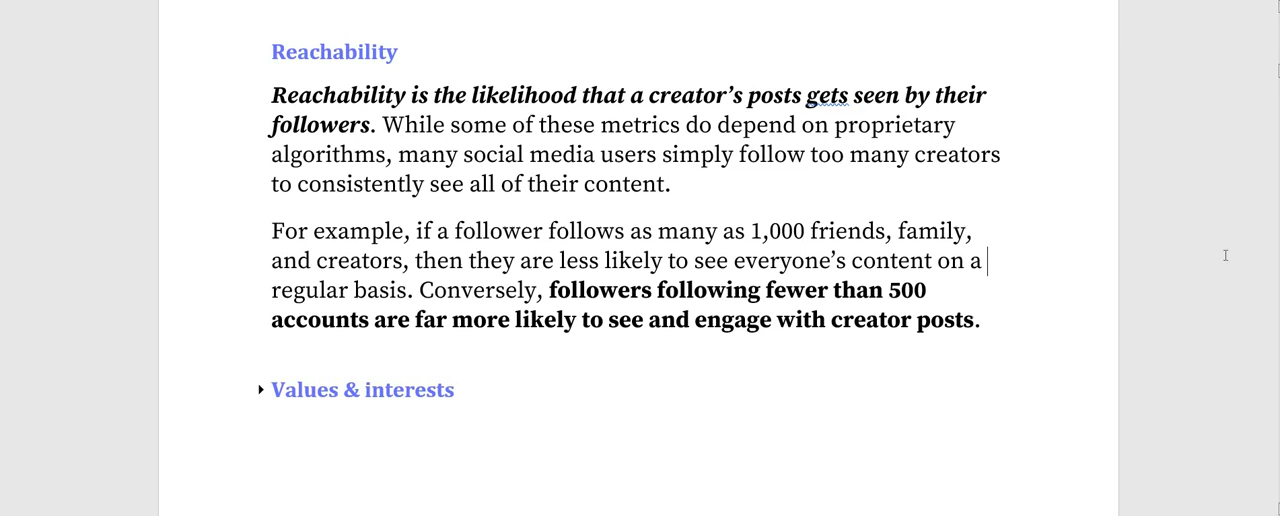 Reachability
Reachability is the likelihood that a creator’s posts gets seen by their
followers. While some of these metrics do depend on proprietary
algorithms, many social media users simply follow too many creators
to consistently see all of their content.
For example, if a follower follows as many as 1,000 friends, family,
and creators, then they are less likely to see everyone’s content on a
regular basis. Conversely, followers following fewer than 500
accounts are far more likely to see and engage with creator posts.
Values & interests